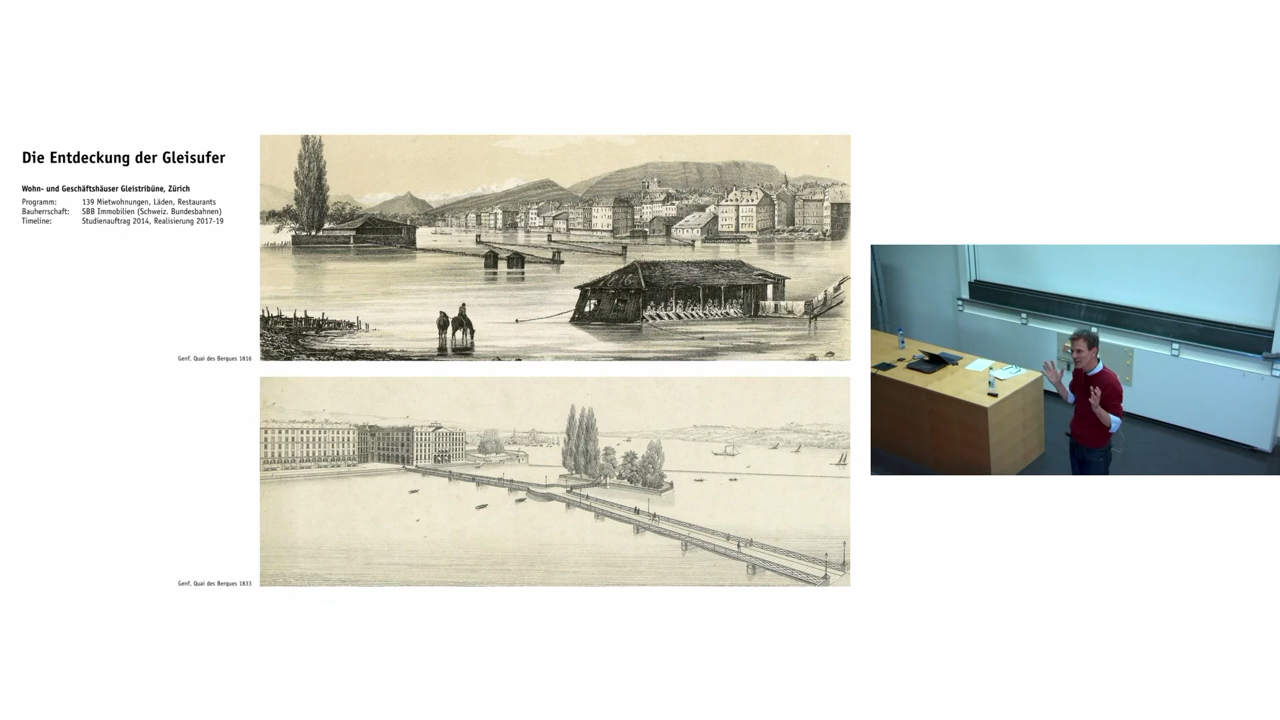 Die Entdeckung der Gleisufer
Wohn- und Geschäftshäuser Gleistribüne, Zürich
Programm: 139 Mietwohnungen, Läden, Restaurants
Bauherrschaft: SBB Immobilien (Schweiz. Bundesbahnen)
Timeline: Studienauftrag 2014, Realisierung 2017-19
Genf, Quai des Bergues 1816
Genf, Quai des Bergues 1833